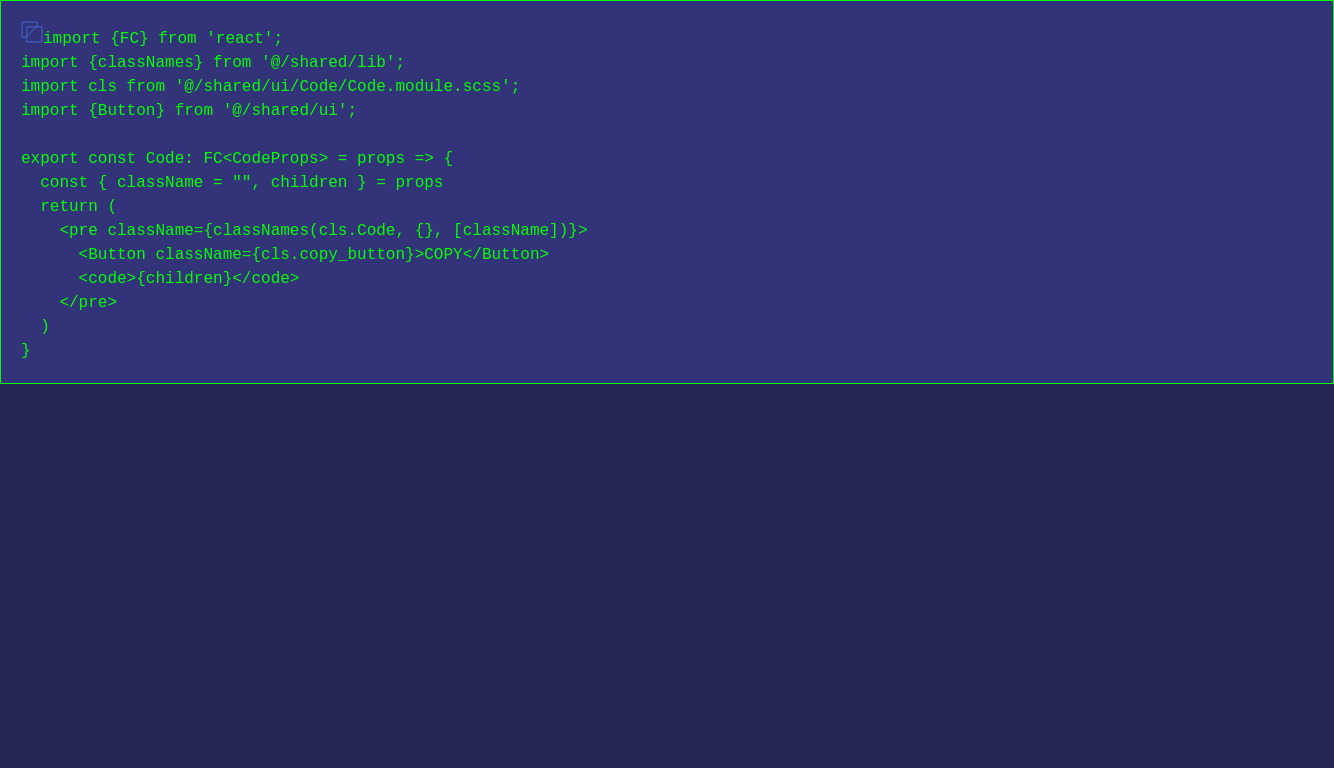 import {FC} from 'react';
import {classNames} from '@/shared/lib';
import cls from '@/shared/ui/Code/Code.module.scss';
import {Button} from '@/shared/ui';

export const Code: FC<CodeProps> = props => {
  const { className = "", children } = props
  return (
    <pre className={classNames(cls.Code, {}, [className])}>
      <Button className={cls.copy_button}>COPY</Button>
      <code>{children}</code>
    </pre>
  )
}